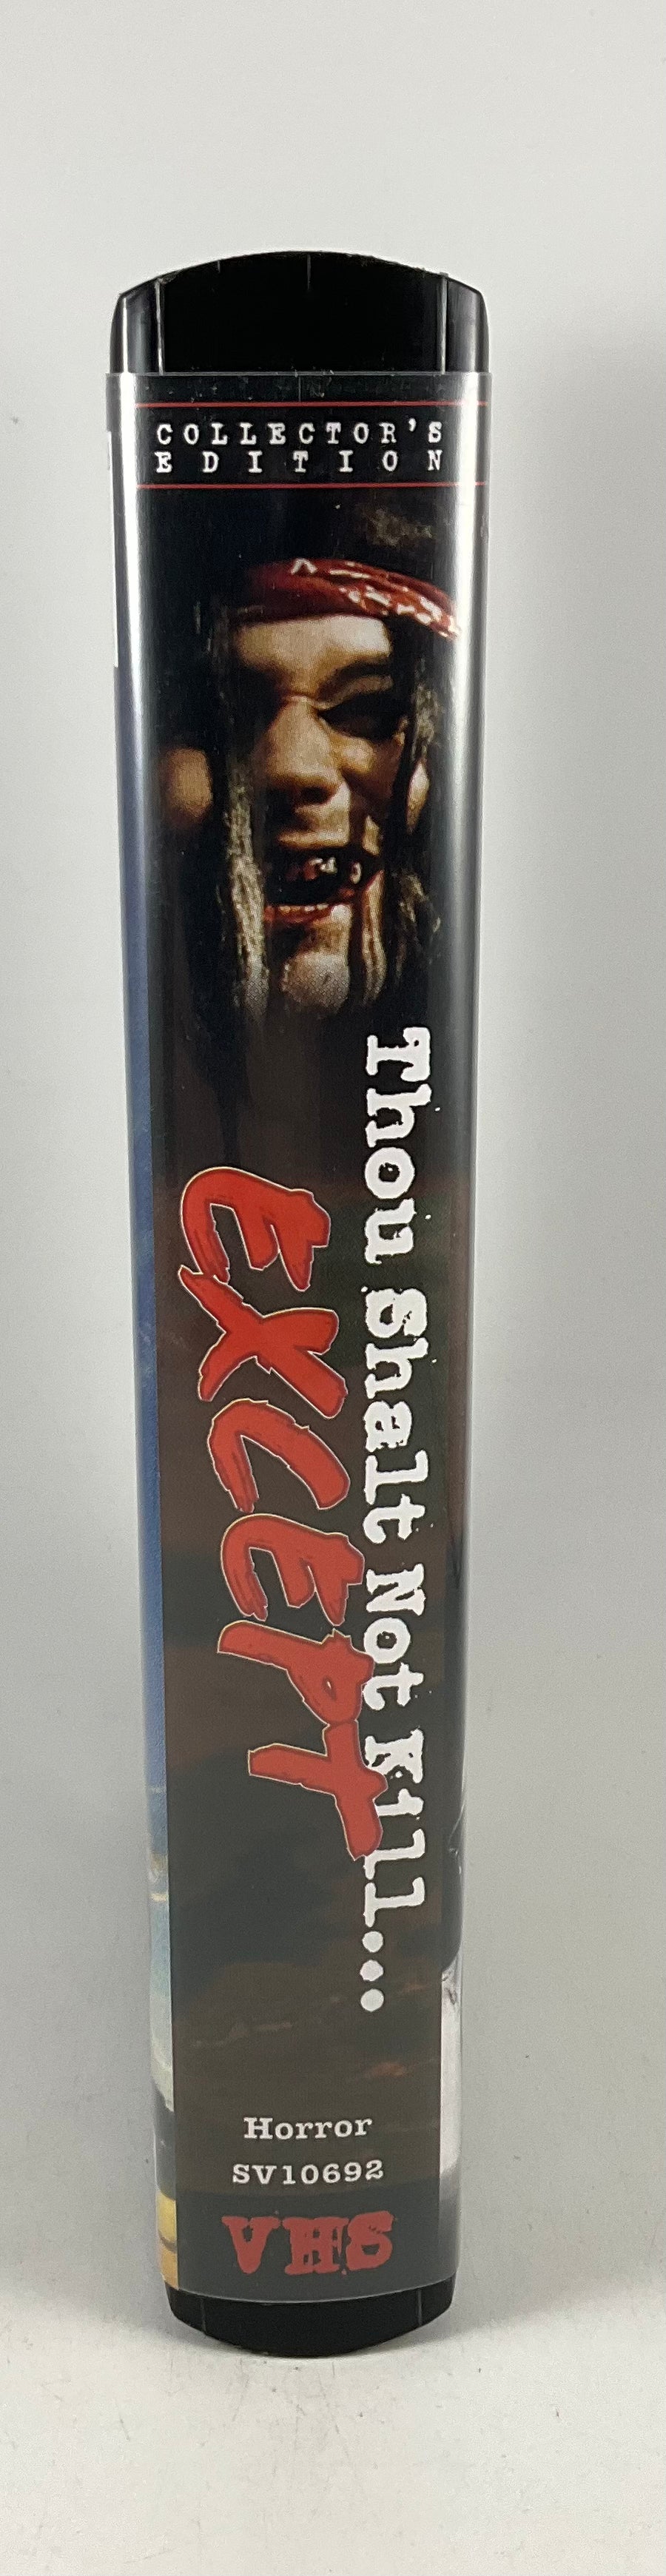 COLLECTOR'S
EDITION
Thou Shalt Not Kill...
EXCEPT
Horror
SV10692
VHS